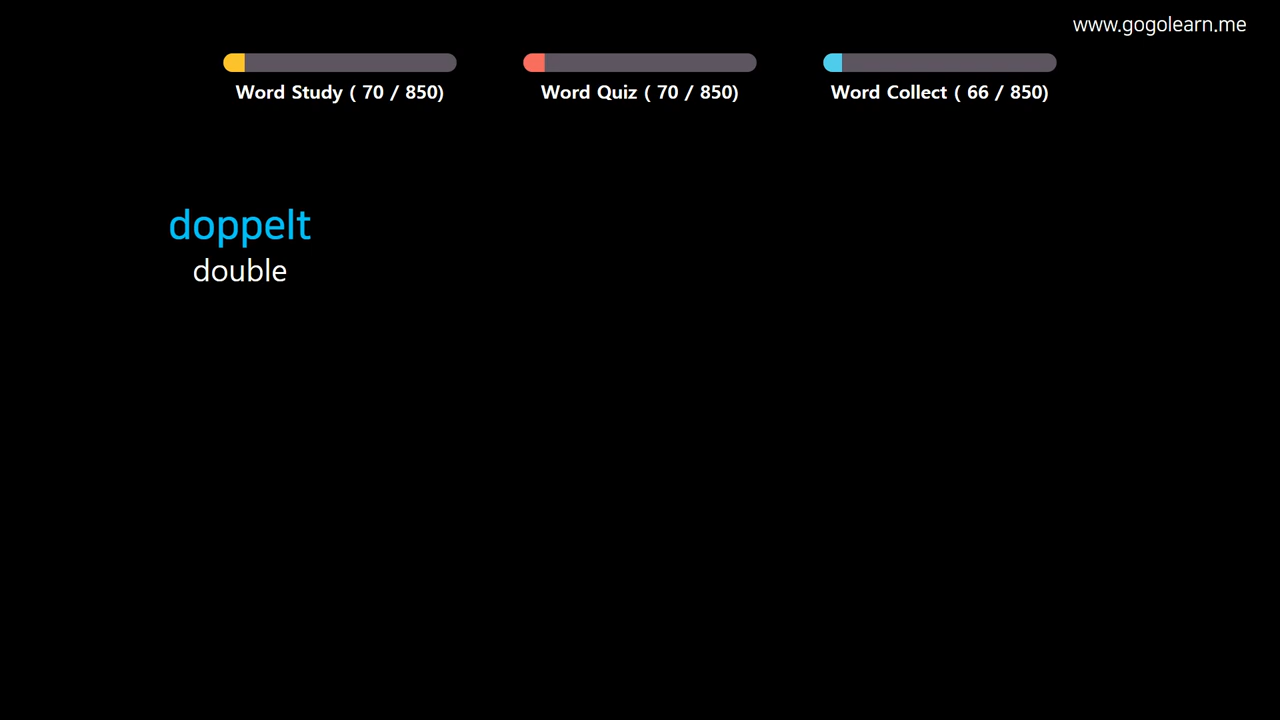 www.gogolearn.me
Word Study ( 70 / 850)
Word Quiz ( 70 / 850)
Word Collect ( 66 / 850)
doppelt
double